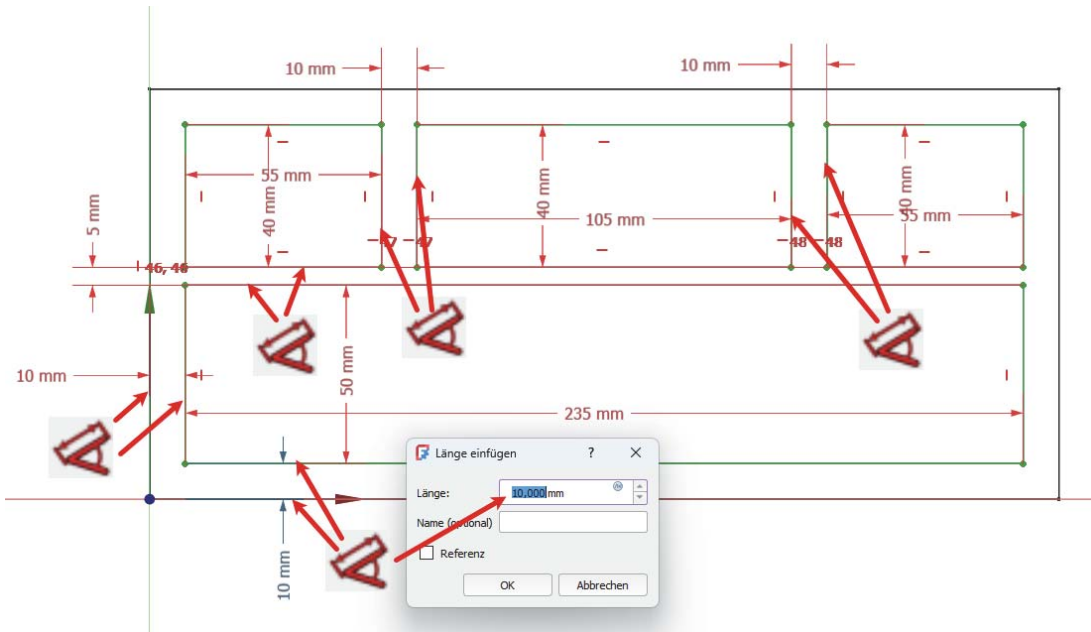 10 mm
10 mm
55 mm
40 mm
40 mm
105 mm
40 mm
55 mm
5 mm
46, 46
47
47
48
48
10 mm
50 mm
235 mm
10 mm
Länge einfügen
?
Länge:
10,000 mm
Name (optional)
Referenz
OK
Abbrechen